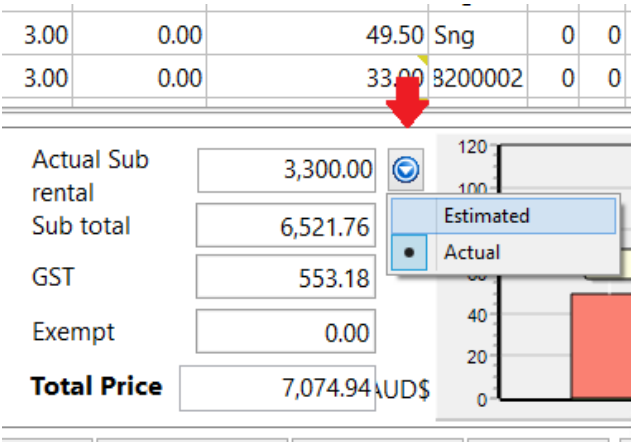 3.00 0.00 49.50 Sng 0 0
3.00 0.00 33.00 8200002 0 0
Actual Sub rental 3,300.00
Sub total 6,521.76
GST 553.18
Exempt 0.00
Total Price 7,074.94 AUD$
Estimated
Actual
120
100
60
40
20
0